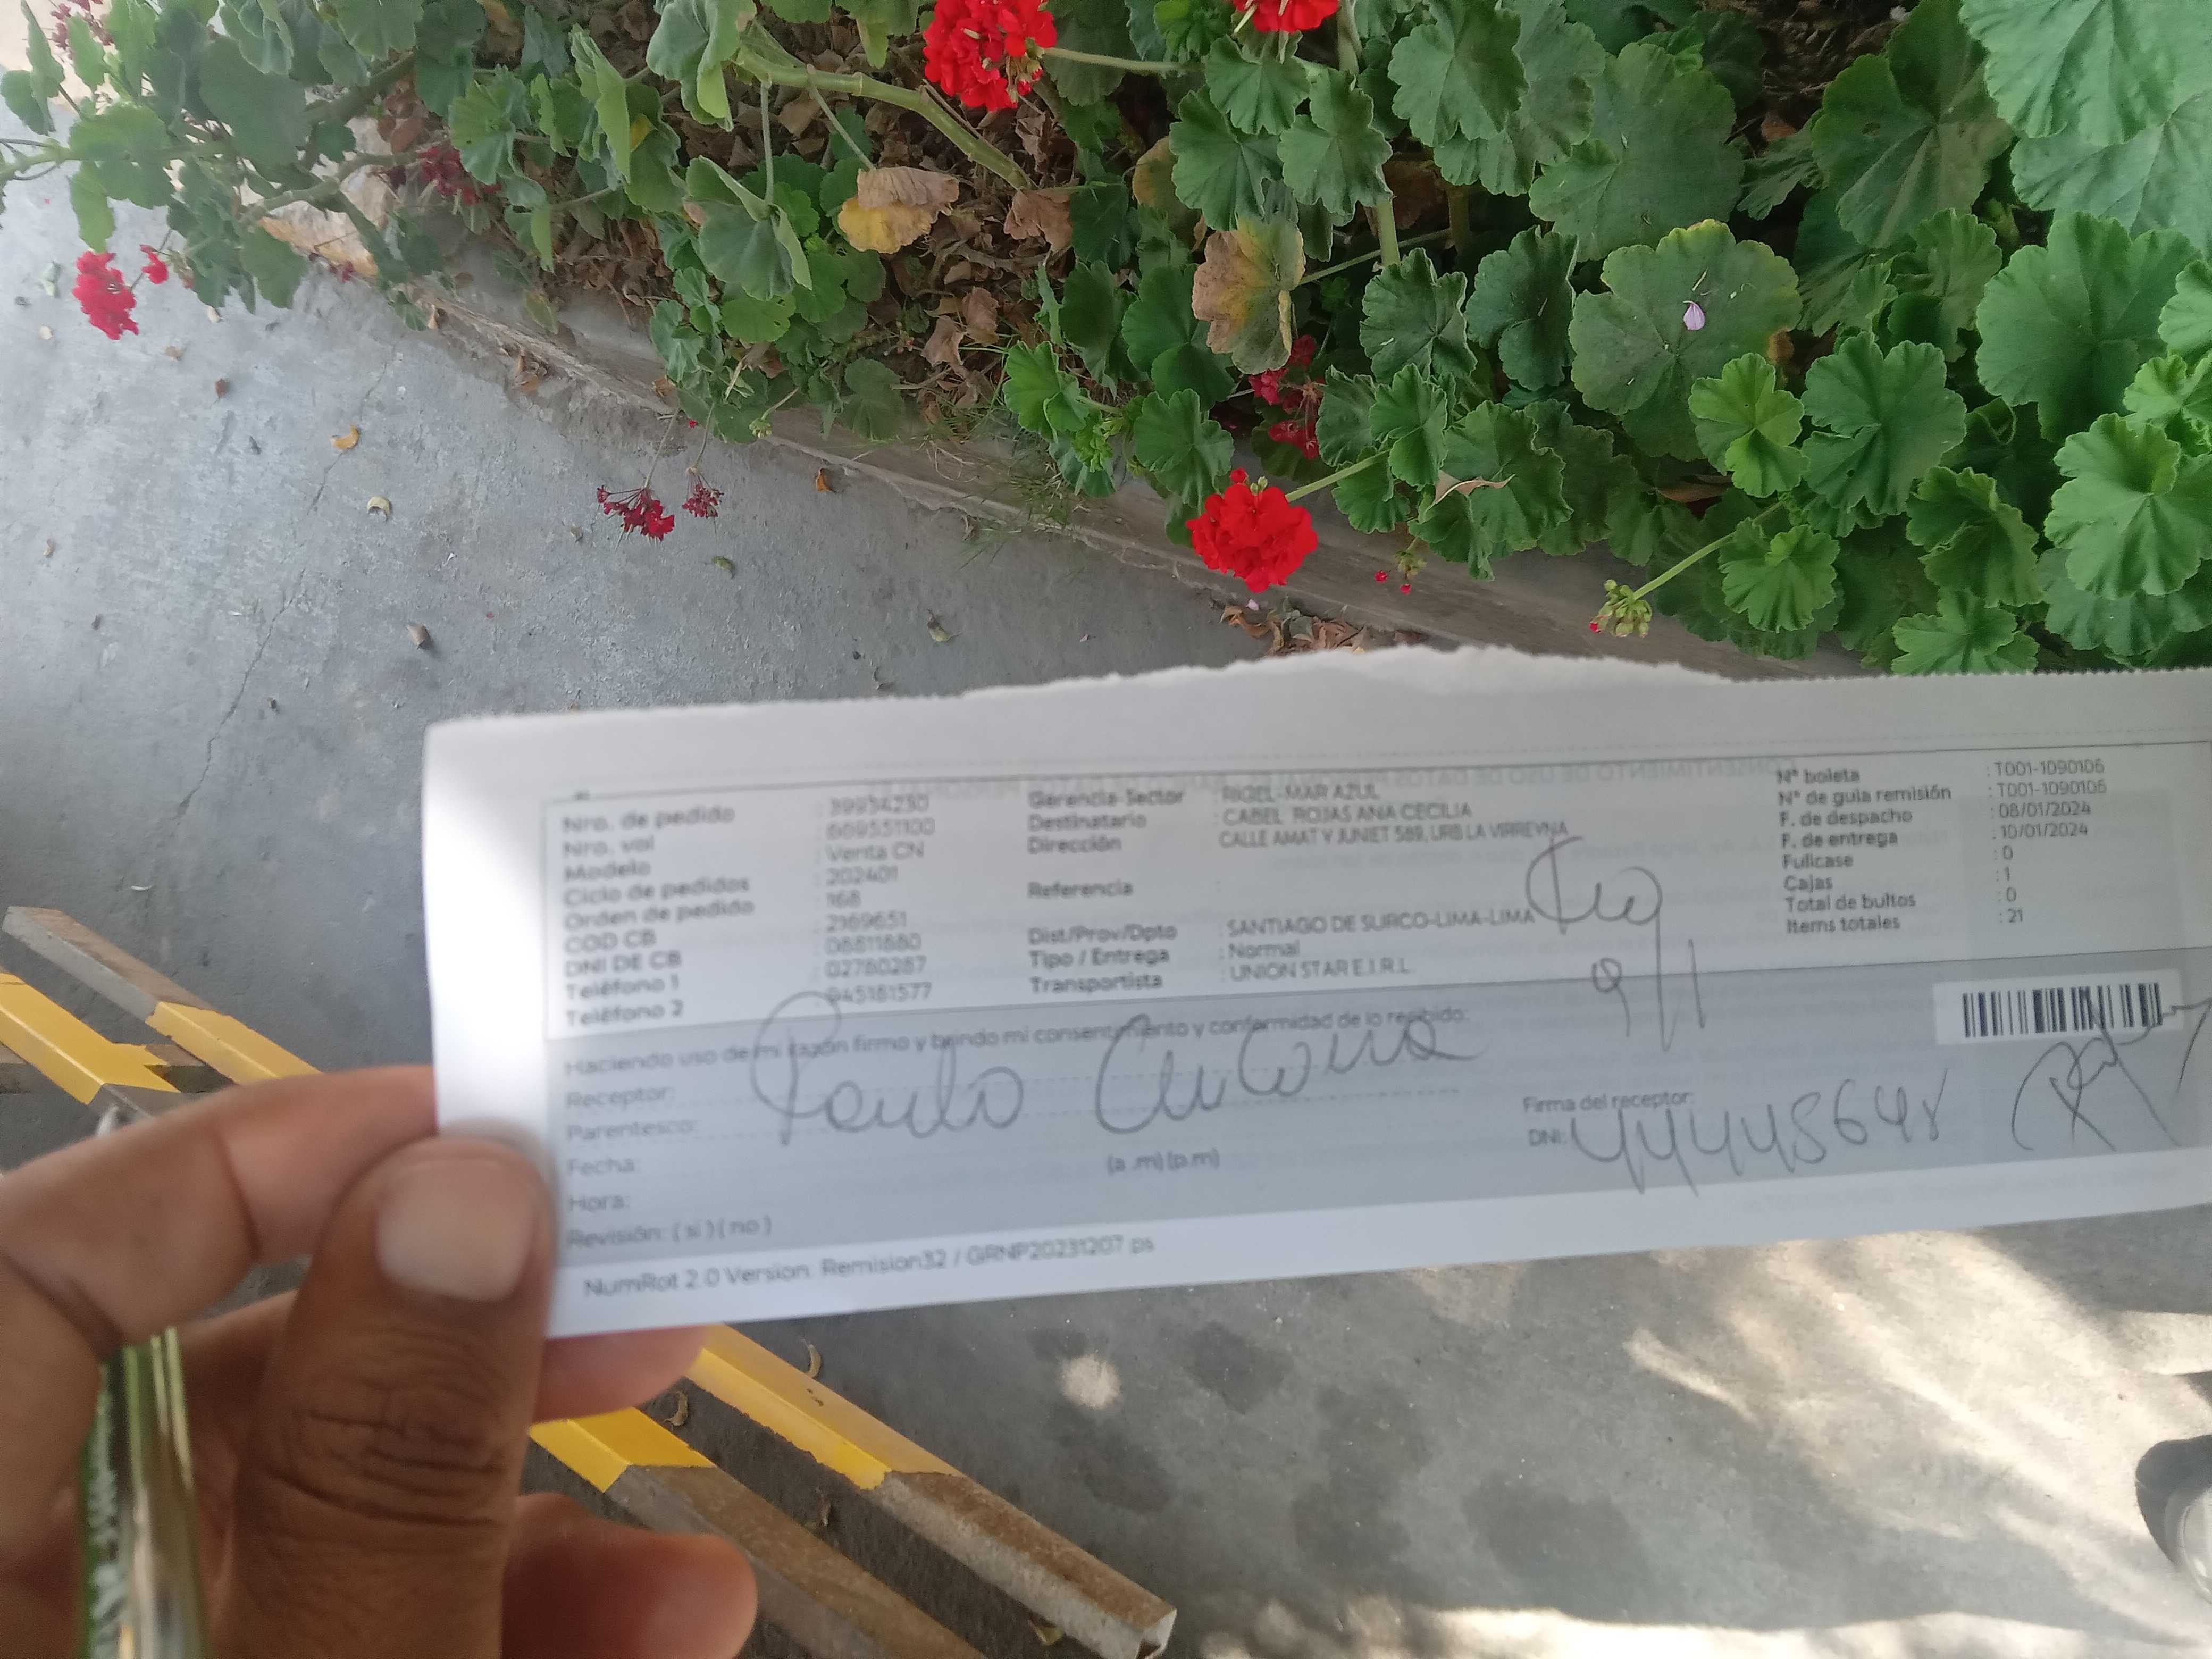 Nro. de pedido : 39934230
Nro. vol : 669551100
Modelo : Venta CN
Ciclo de pedidos : 202401
Orden de pedido : 168
COD CB : 2169651
DNI DE CB : 08811880
Teléfono 1 : 02760287
Teléfono 2 : 945181577
Gerencia-Sector : RIGEL-MAR AZUL
Destinatario : CABEL ROJAS ANA CECILIA
Dirección : CALLE AMAT Y JUNIET 589, URB LA VIRREYNA
Referencia :
Dist/Prov/Dpto : SANTIAGO DE SURCO-LIMA-LIMA
Tipo / Entrega : Normal
Transportista : UNION STAR E.I.R.L.
N° boleta : T001-1090106
N° de guia remisión : T001-1090106
F. de despacho : 08/01/2024
F. de entrega : 10/01/2024
Fullcase : 0
Cajas : 1
Total de bultos : 0
Items totales : 21
9/1
Haciendo uso de mi razón firmo y brindo mi consentimiento y conformidad de lo recibido:
Receptor: Paulo
Parentesco:
Fecha:
Hora: (a .m) (p.m)
Revisión: ( si ) ( no )
Firma del receptor:
DNI: 44448648
NumRot 2.0 Version: Remision32 / GRNP20231207 ps